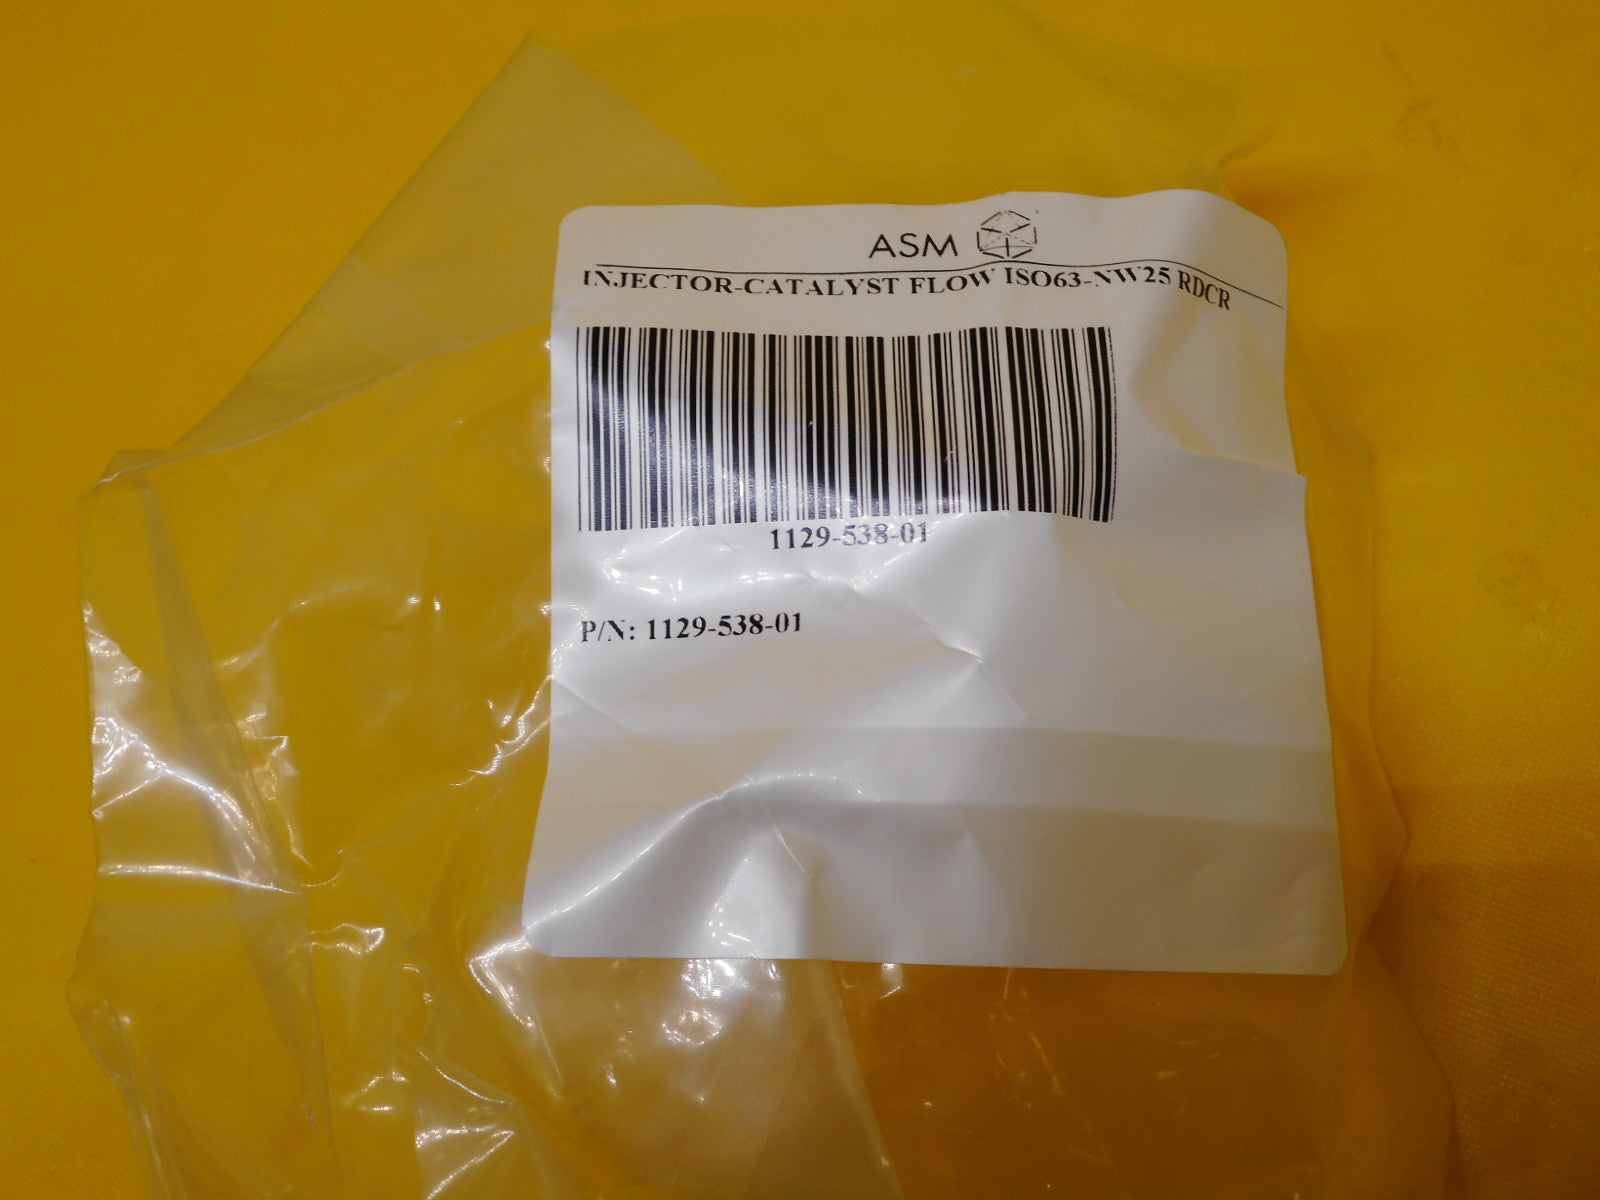 ASM
INJECTOR-CATALYST FLOW ISO63-NW25 RDCR
1129-538-01
P/N: 1129-538-01